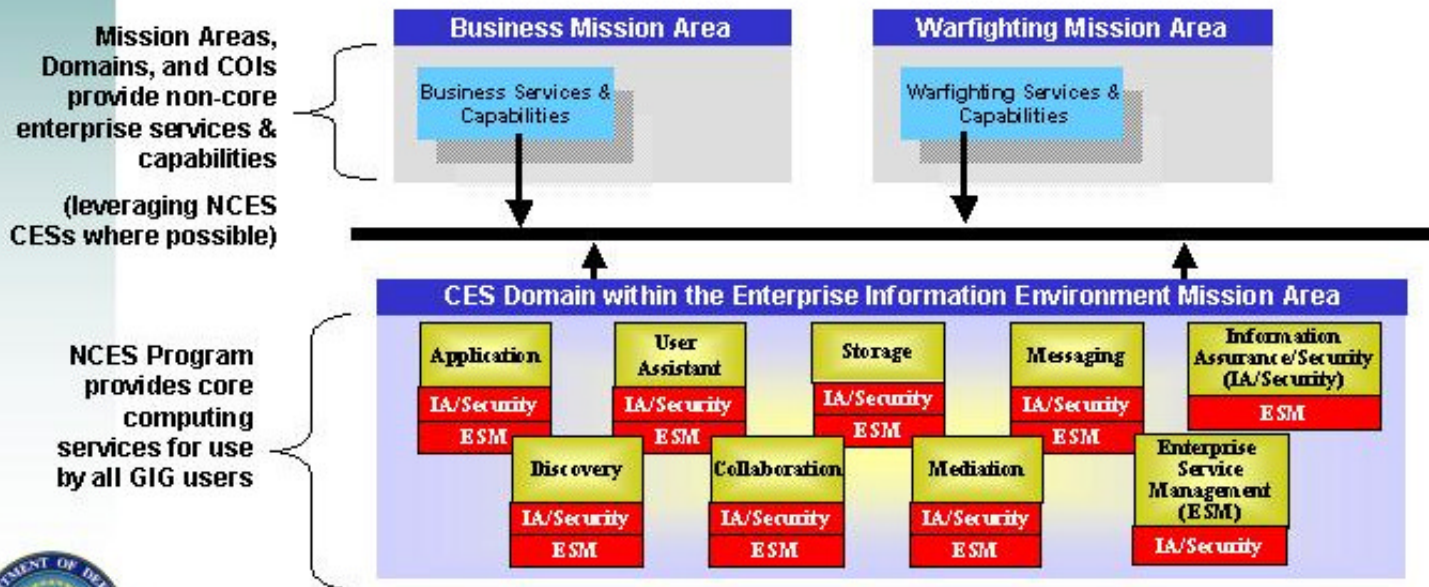 Mission Areas,
Domains, and COIs
provide non-core
enterprise services &
capabilities
(leveraging NCES
CESs where possible)
Business Mission Area
Business Services &
Capabilities
Warfighting Mission Area
Warfighting Services &
Capabilities
NCES Program
provides core
computing
services for use
by all GIG users
CES Domain within the Enterprise Information Environment Mission Area
Application
IA/Security
ESM
User
Assistant
IA/Security
ESM
Storage
IA/Security
ESM
Messaging
IA/Security
ESM
Information
Assurance/Security
(IA/Security)
ESM
Discovery
IA/Security
ESM
Collaboration
IA/Security
ESM
Mediation
IA/Security
ESM
Enterprise
Service
Management
(ESM)
IA/Security